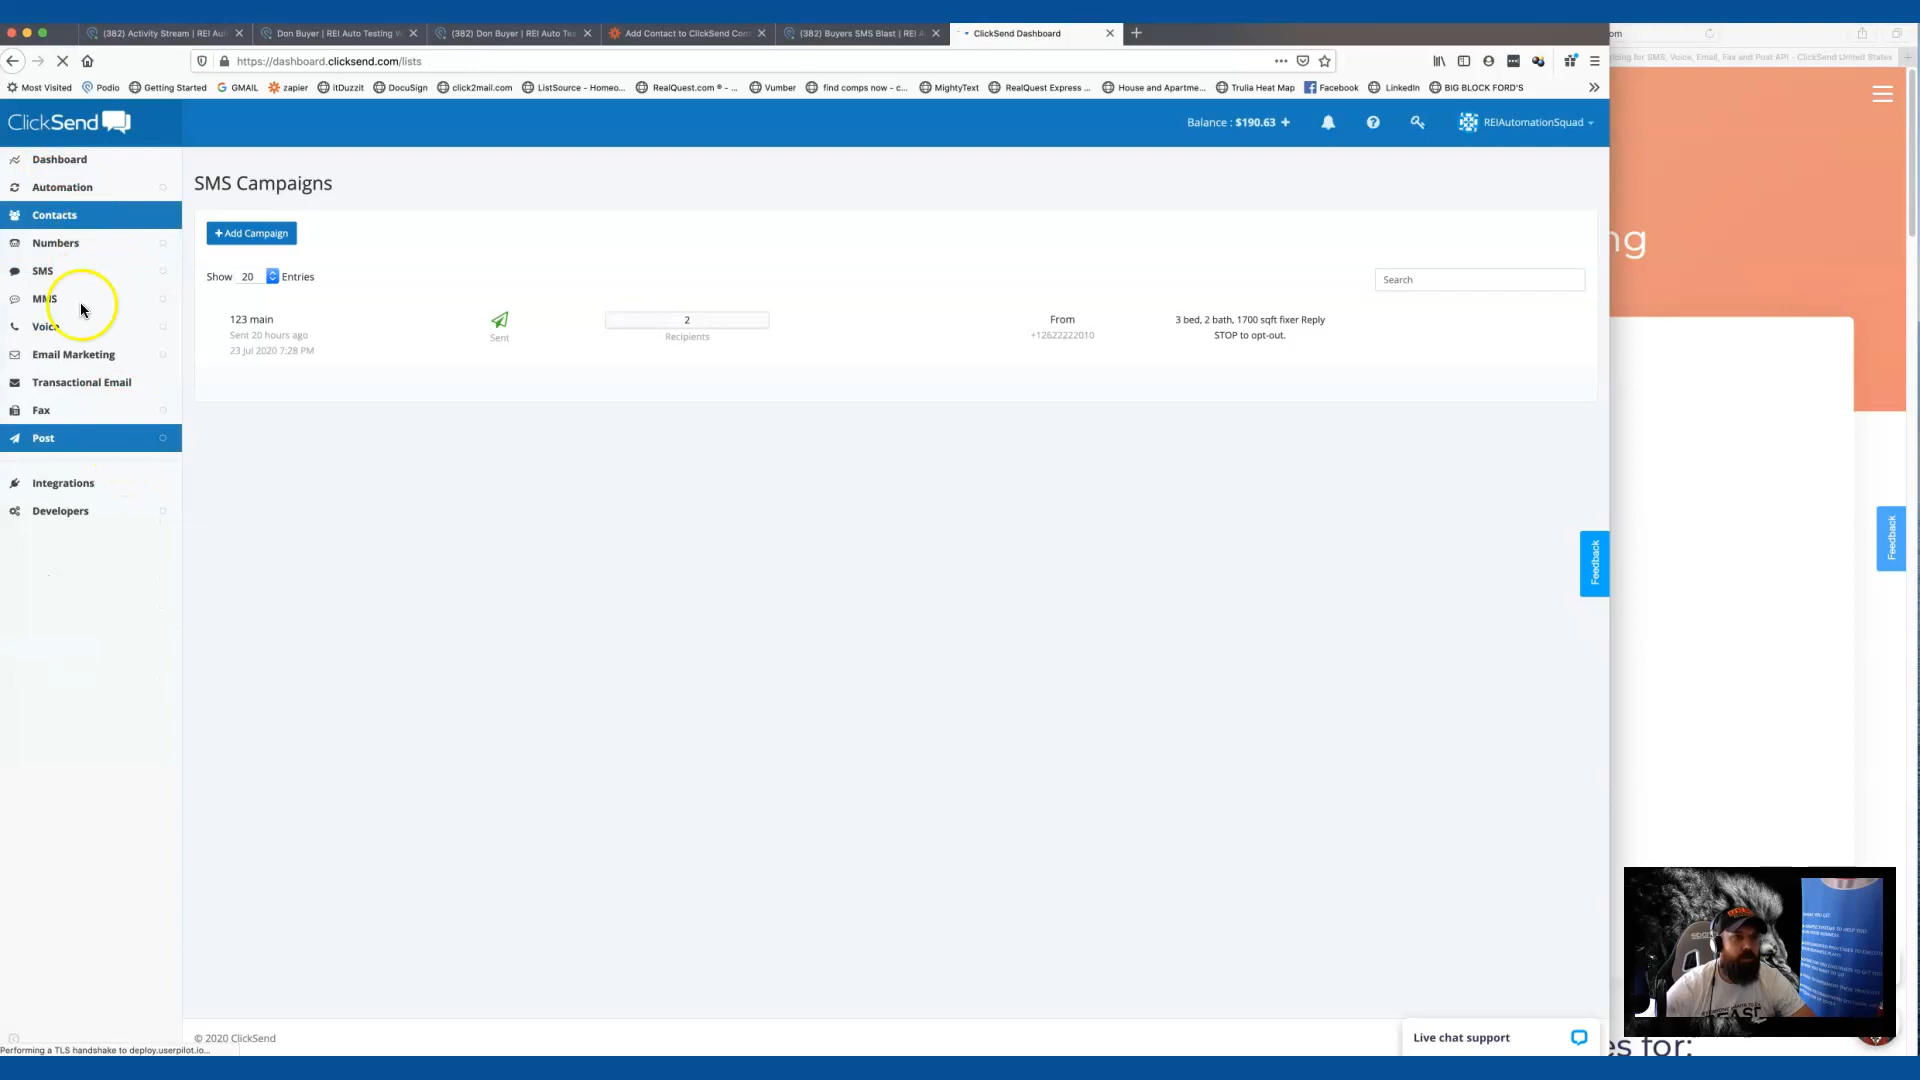 (382) Activity Stream | REI Au
Don Buyer | REI Auto Testing W
(382) Don Buyer | REI Auto Tes
Add Contact to ClickSend Con
(382) Buyers SMS Blast | REI A
ClickSend Dashboard
om
https://dashboard.clicksend.com/lists
cing for SMS, Voice, Email, Fax and Post API - ClickSend United States
Most Visited
Podio
Getting Started
GMAIL
zapier
itDuzzit
DocuSign
click2mail.com
ListSource - Homeo...
RealQuest.com ® - ...
Vumber
find comps now - c...
MightyText
RealQuest Express ...
House and Apartme...
Trulia Heat Map
Facebook
LinkedIn
BIG BLOCK FORD'S
ClickSend
Balance : $190.63 +
REIAutomationSquad
Dashboard
Automation
Contacts
Numbers
SMS
MMS
Voice
Email Marketing
Transactional Email
Fax
Post
Integrations
Developers
SMS Campaigns
+ Add Campaign
Show 20 Entries
Search
123 main
Sent 20 hours ago
23 Jul 2020 7:28 PM
Sent
2
Recipients
From
+12622222010
3 bed, 2 bath, 1700 sqft fixer Reply
STOP to opt-out.
ng
Feedback
Feedback
© 2020 ClickSend
Live chat support
Performing a TLS handshake to deploy.userpilot.io...
es for: